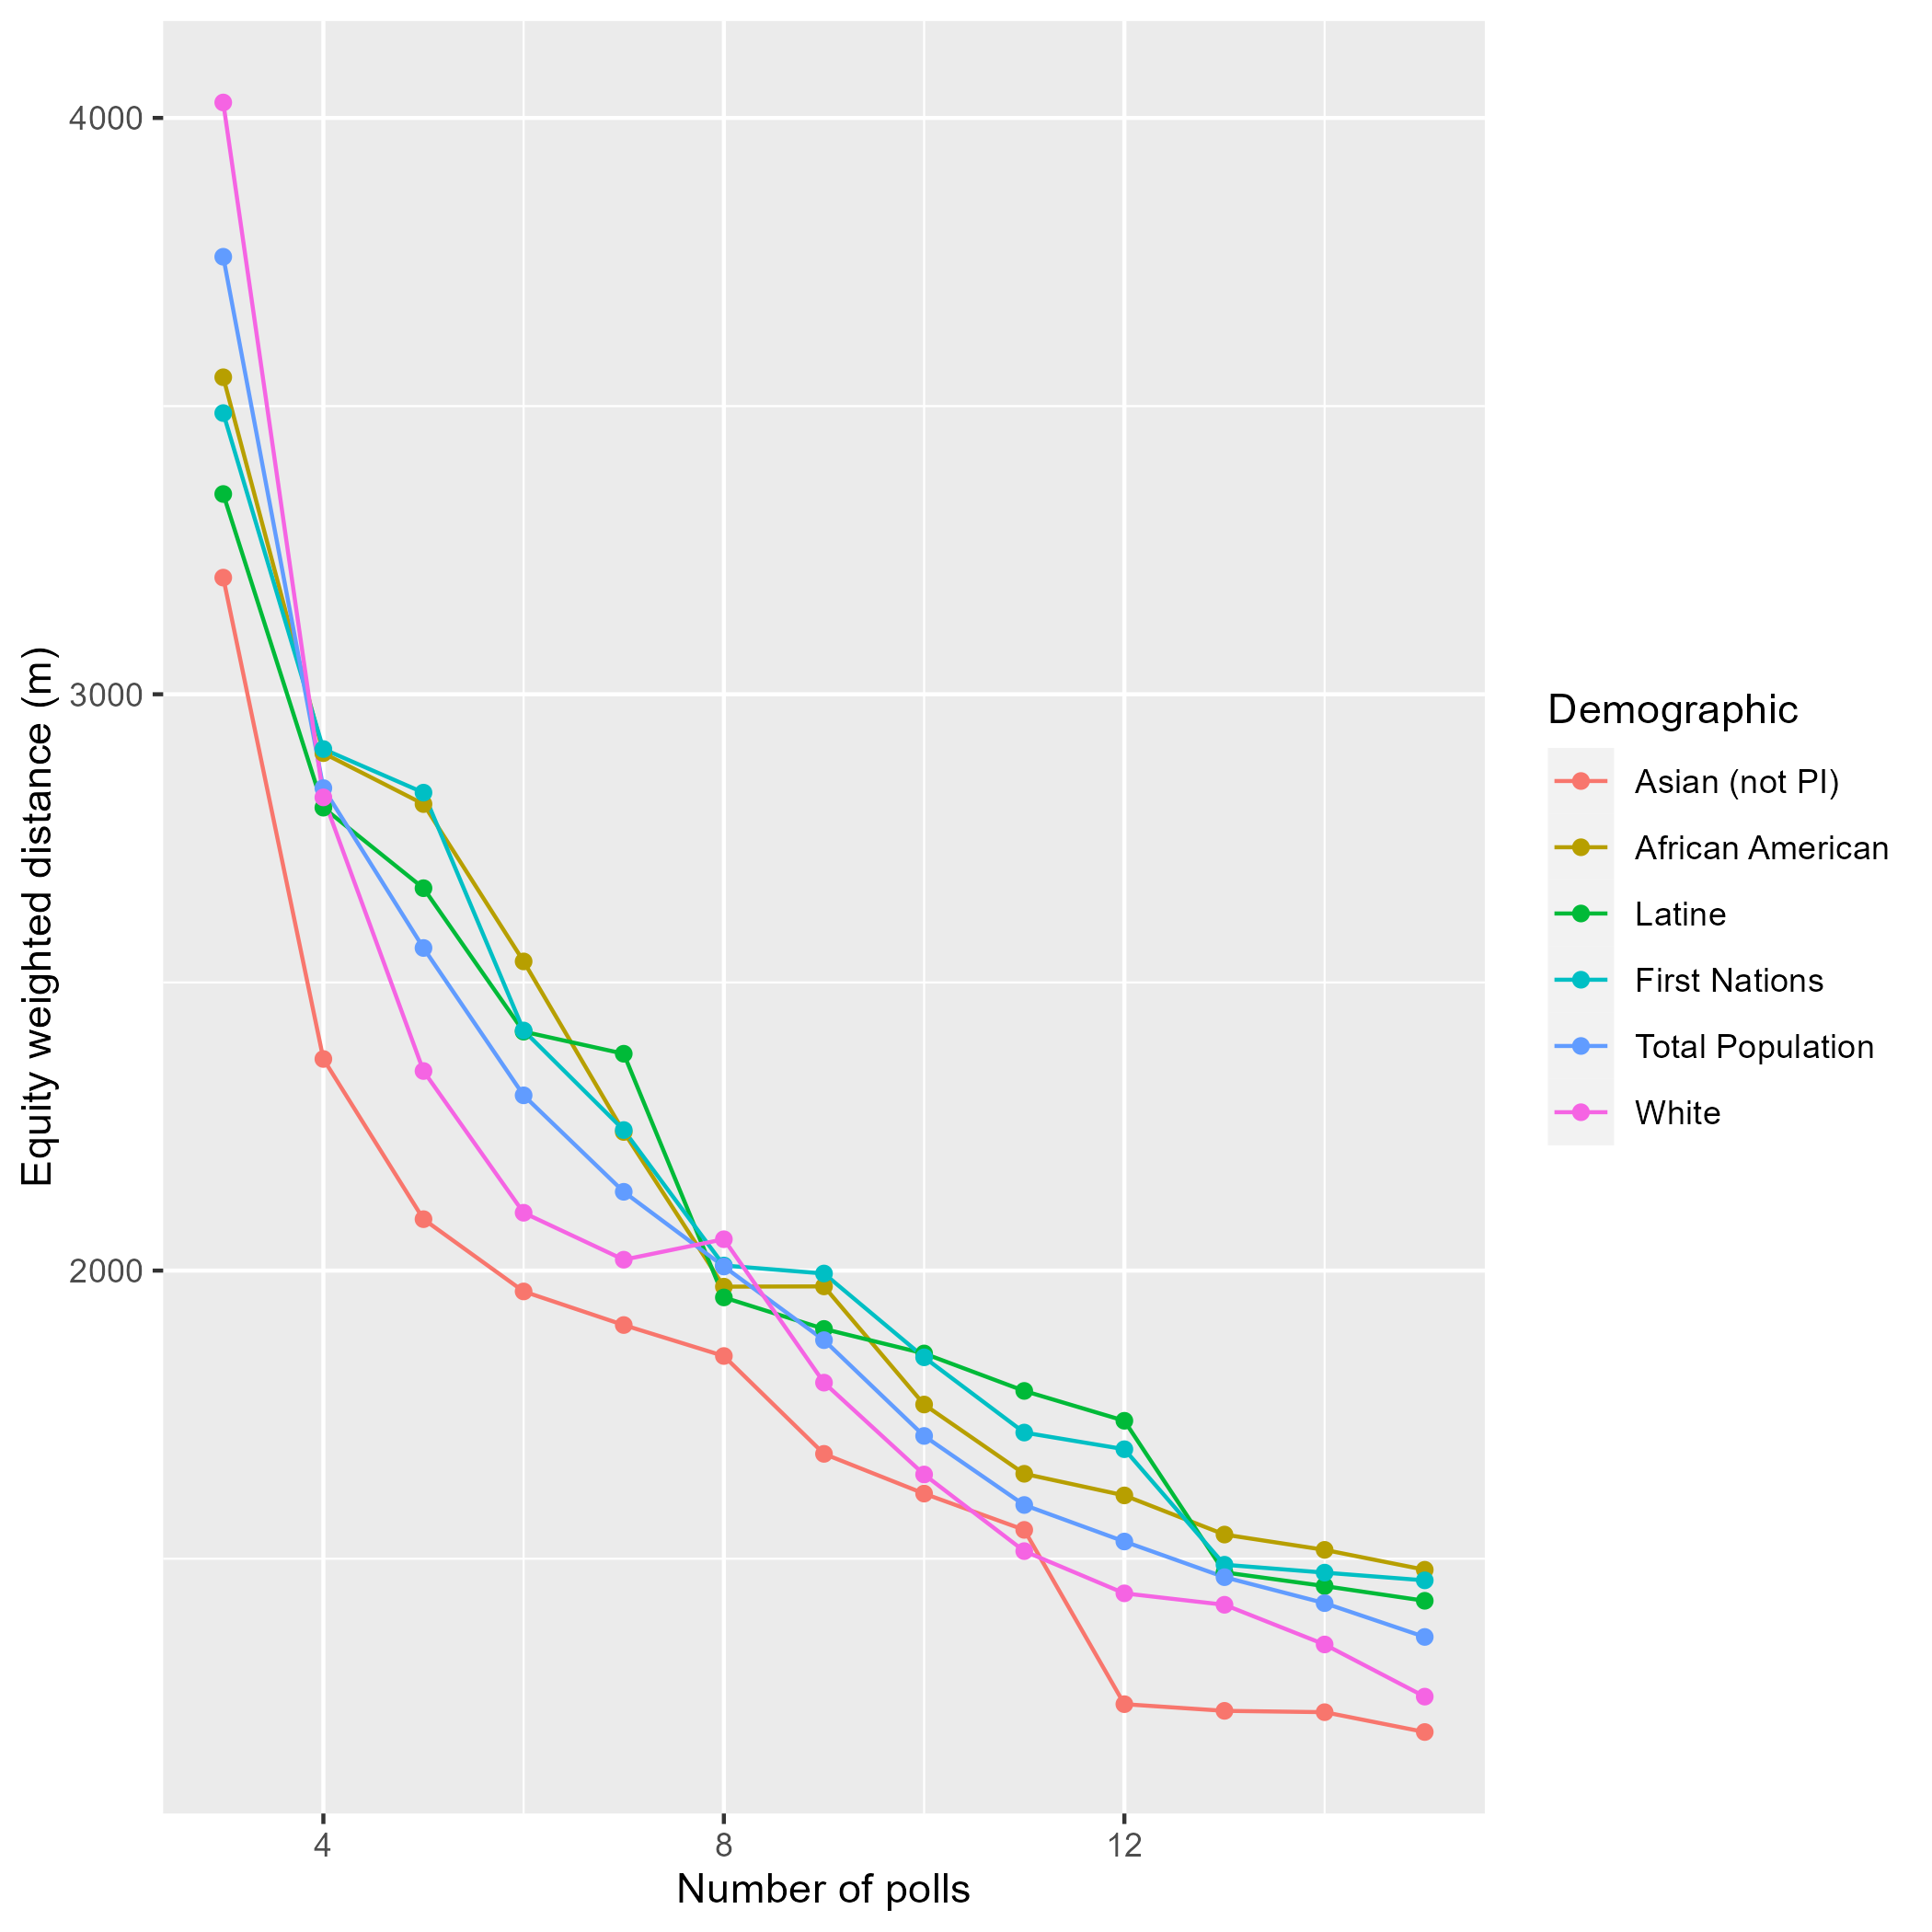 Equity weighted distance (m)
4000
3000
2000
4
8
12
Number of polls
Demographic
Asian (not PI)
African American
Latine
First Nations
Total Population
White